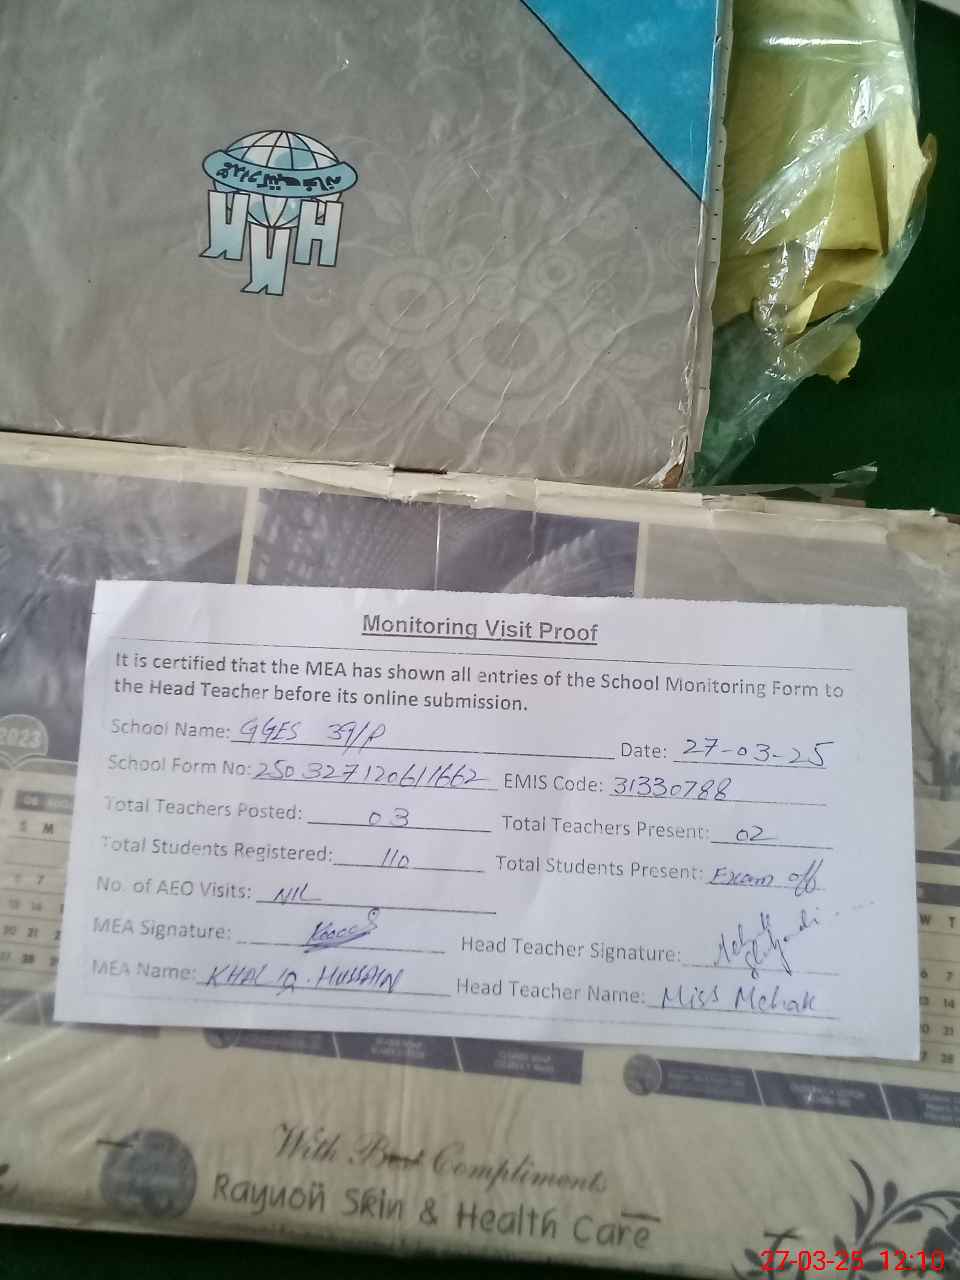 Monitoring Visit Proof
It is certified that the MEA has shown all entries of the School Monitoring Form to
the Head Teacher before its online submission.
School Name: GGES 39/P Date: 27-03-25
School Form No: 250327120611662 EMIS Code: 31330788
Total Teachers Posted: 03 Total Teachers Present: 02
Total Students Registered: 110 Total Students Present: Exam off
No. of AEO Visits: NIL
MEA Signature: Head Teacher Signature:
MEA Name: KHALIQ. HUSSAIN Head Teacher Name: Miss Mehak
2023
S M
W T
With Best Compliments
Rayuon Skin & Health Care
27-03-25 12:10